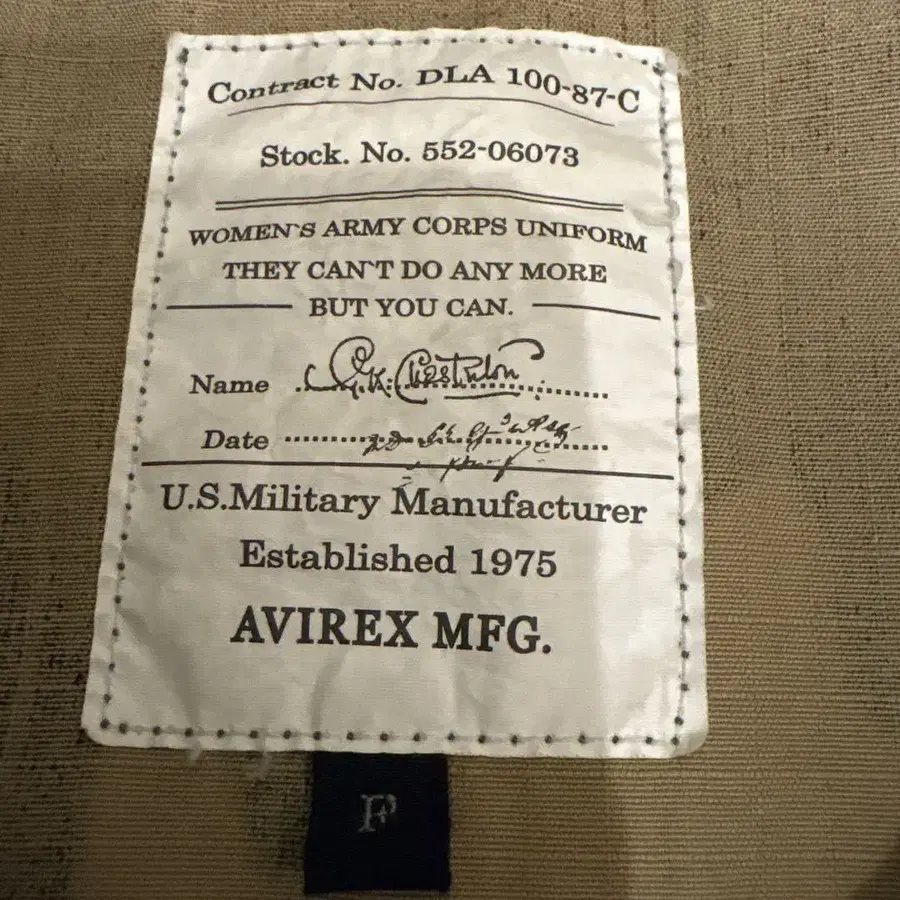 Contract No. DLA 100-87-C
Stock. No. 552-06073
WOMEN'S ARMY CORPS UNIFORM
THEY CAN'T DO ANY MORE
BUT YOU CAN.
Name G.K. Chesterton
Date
U.S.Military Manufacturer
Established 1975
AVIREX MFG.
F